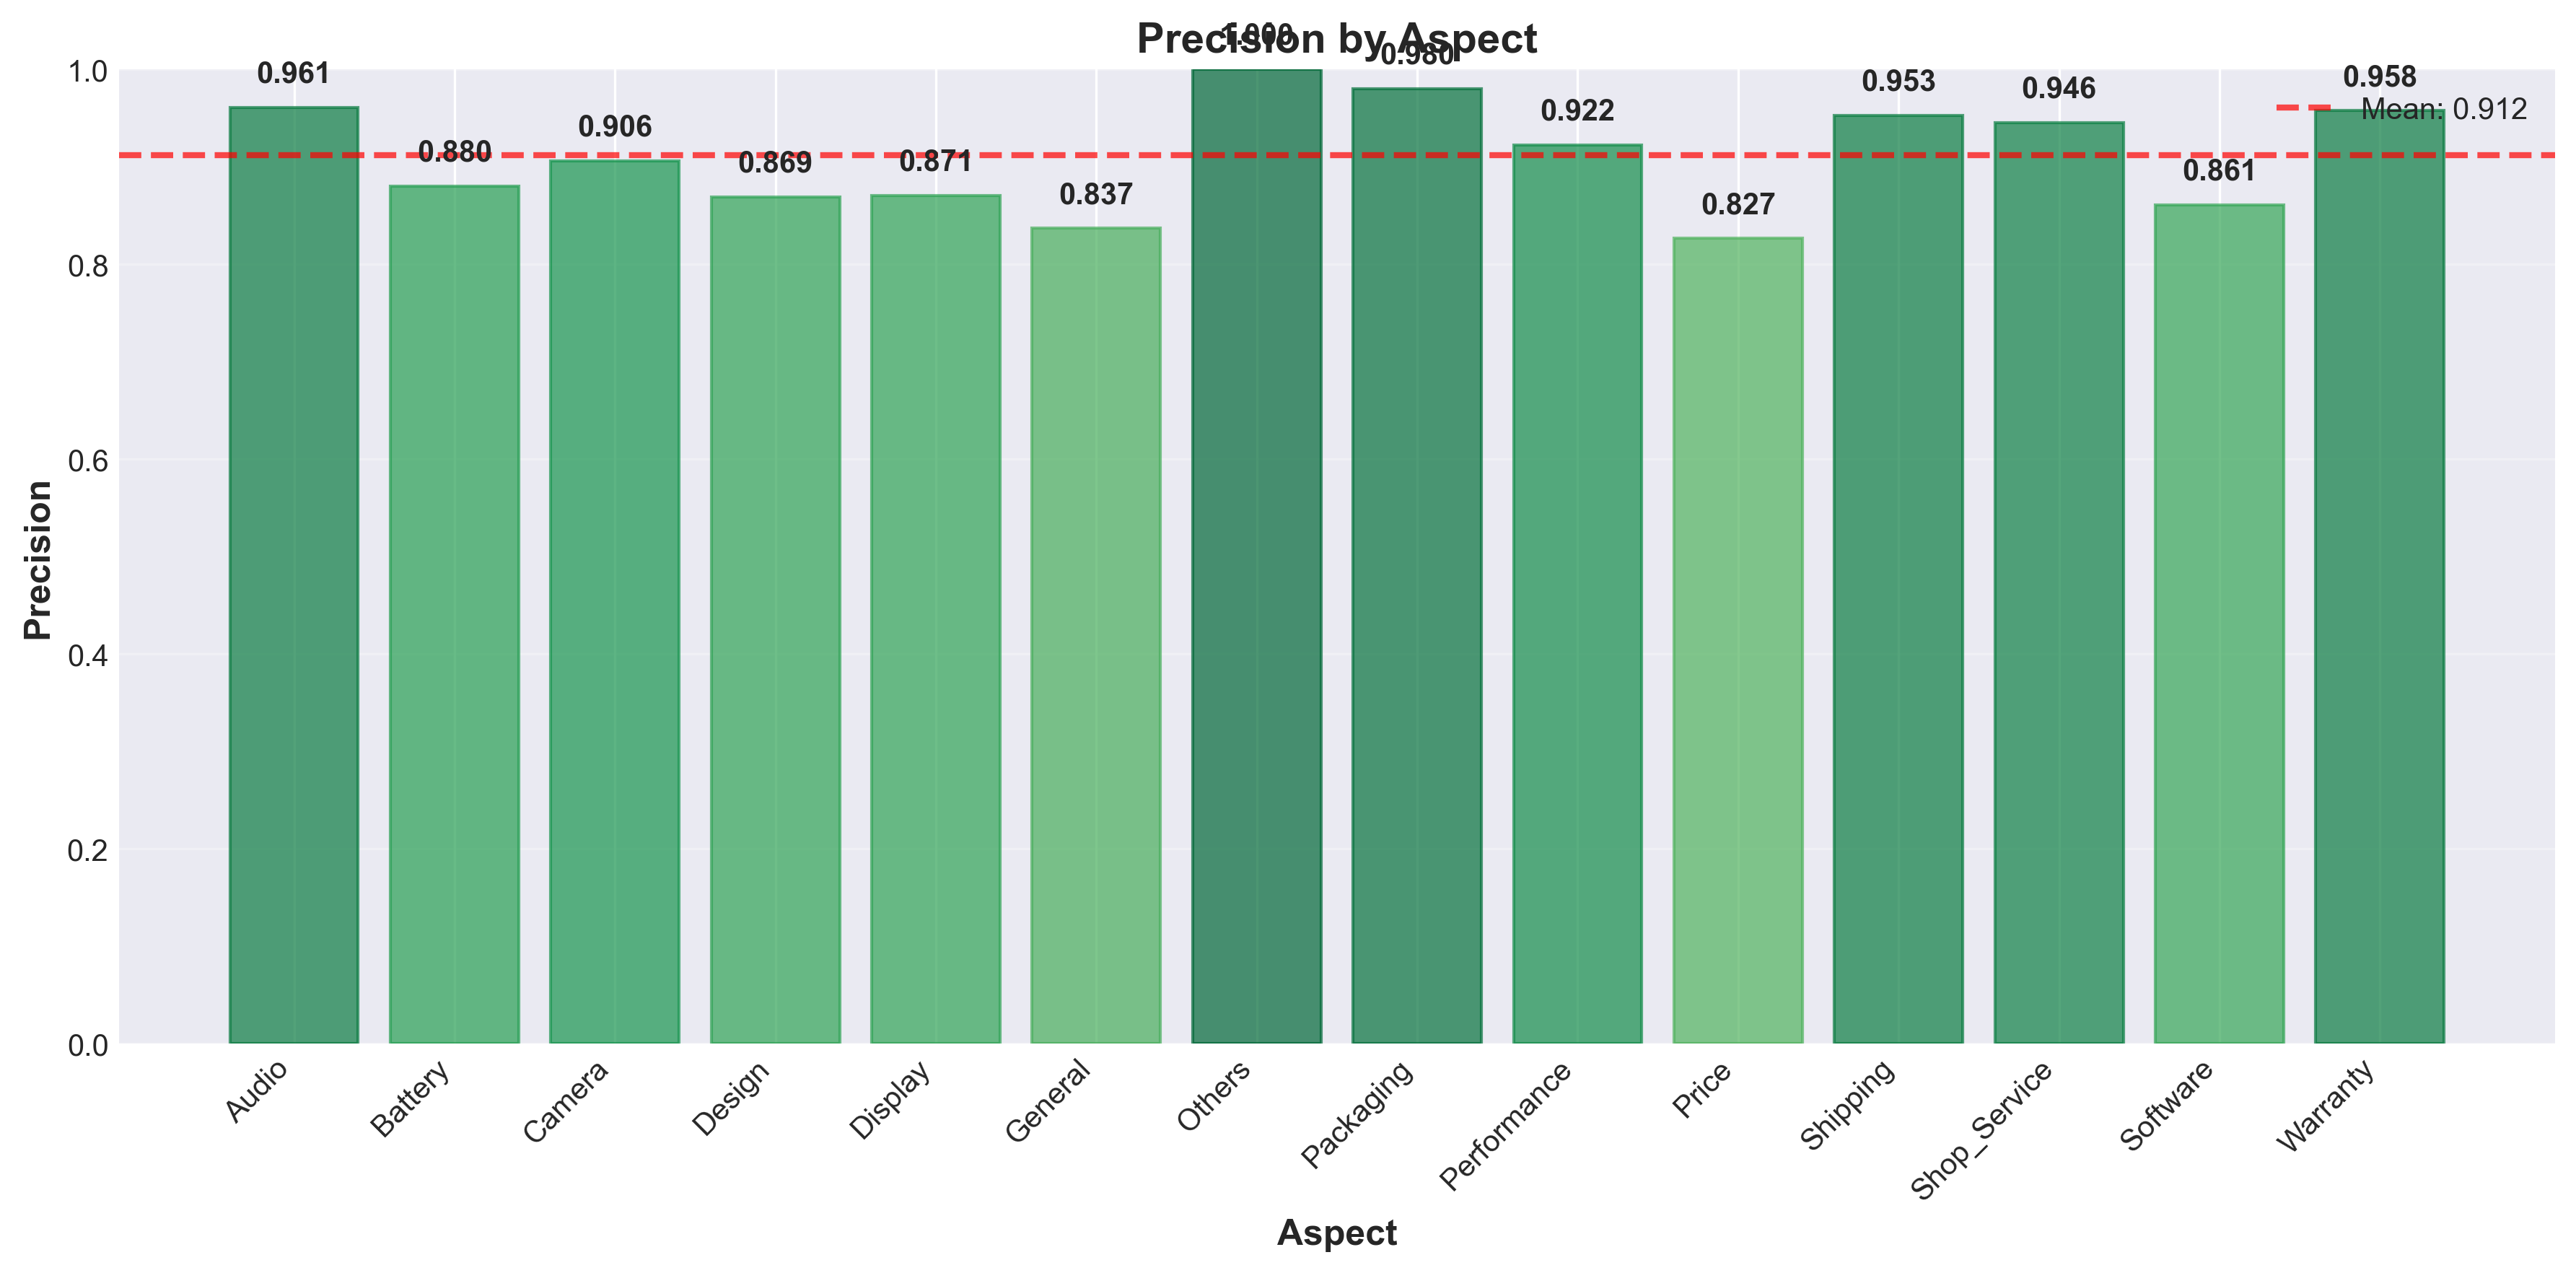 Precision by Aspect
1.000
0.980
0.961
0.880
0.906
0.869
0.871
0.837
0.922
0.827
0.953
0.946
0.861
0.958
Mean: 0.912
Precision
1.0
0.8
0.6
0.4
0.2
0.0
Audio
Battery
Camera
Design
Display
General
Others
Packaging
Performance
Price
Shipping
Shop_Service
Software
Warranty
Aspect